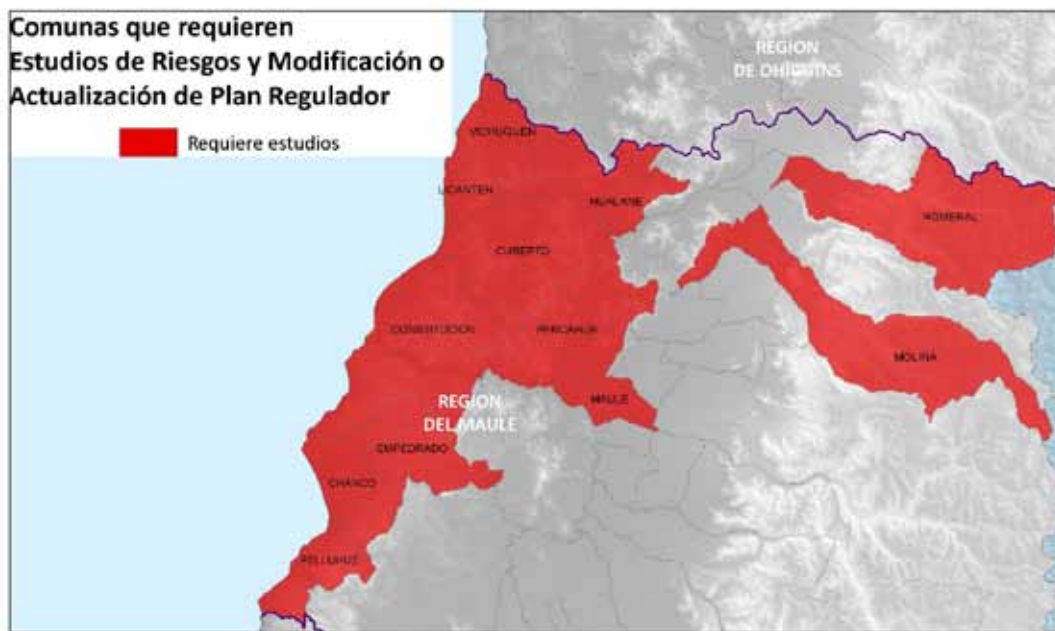 Comunas que requieren
Estudios de Riesgos y Modificación o
Actualización de Plan Regulador
Requiere estudios
REGION
DE OHIGGINS
VICHUQUEN
LICANTEN
HUALAÑE
ROMERAL
CUREPTO
CONSTITUCION
PENCAHUE
MOLINA
MAULE
REGION
DEL MAULE
EMPEDRADO
CHANCO
PELLUHUE